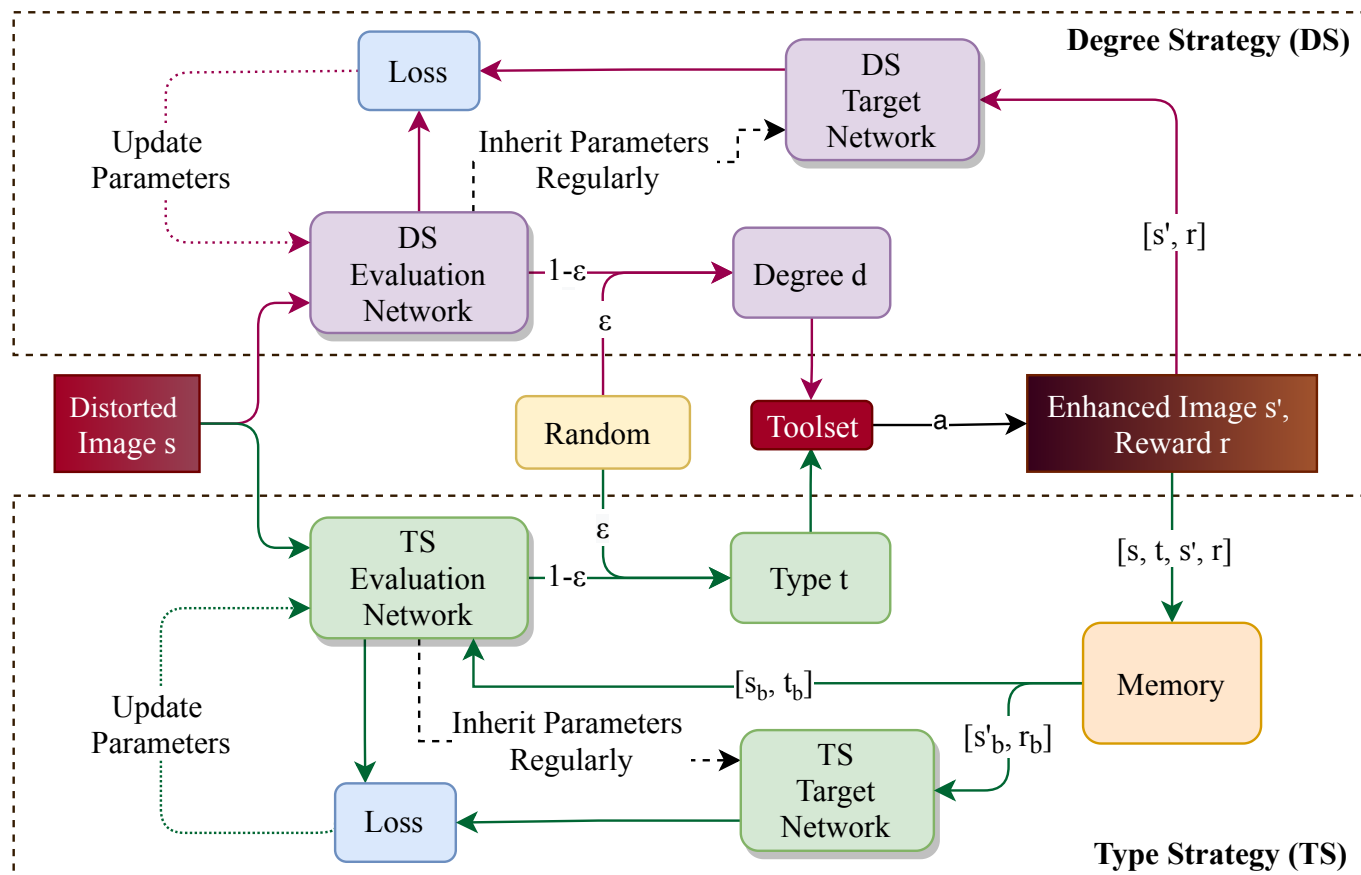 Degree Strategy (DS)
Loss
DS
Target
Network
Update
Parameters
Inherit Parameters
Regularly
DS
Evaluation
Network
1-ε
ε
Degree d
[s', r]
Distorted
Image s
Random
Toolset
a
Enhanced Image s',
Reward r
TS
Evaluation
Network
1-ε
ε
Type t
[s, t, s', r]
Memory
[s_b, t_b]
[s'_b, r_b]
Update
Parameters
Inherit Parameters
Regularly
TS
Target
Network
Loss
Type Strategy (TS)